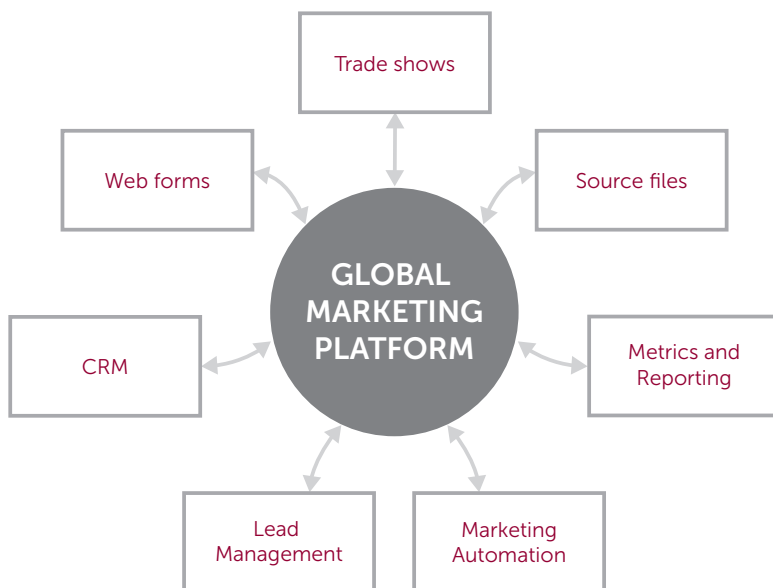 Trade shows
Web forms
Source files
GLOBAL
MARKETING
PLATFORM
CRM
Metrics and
Reporting
Lead
Management
Marketing
Automation